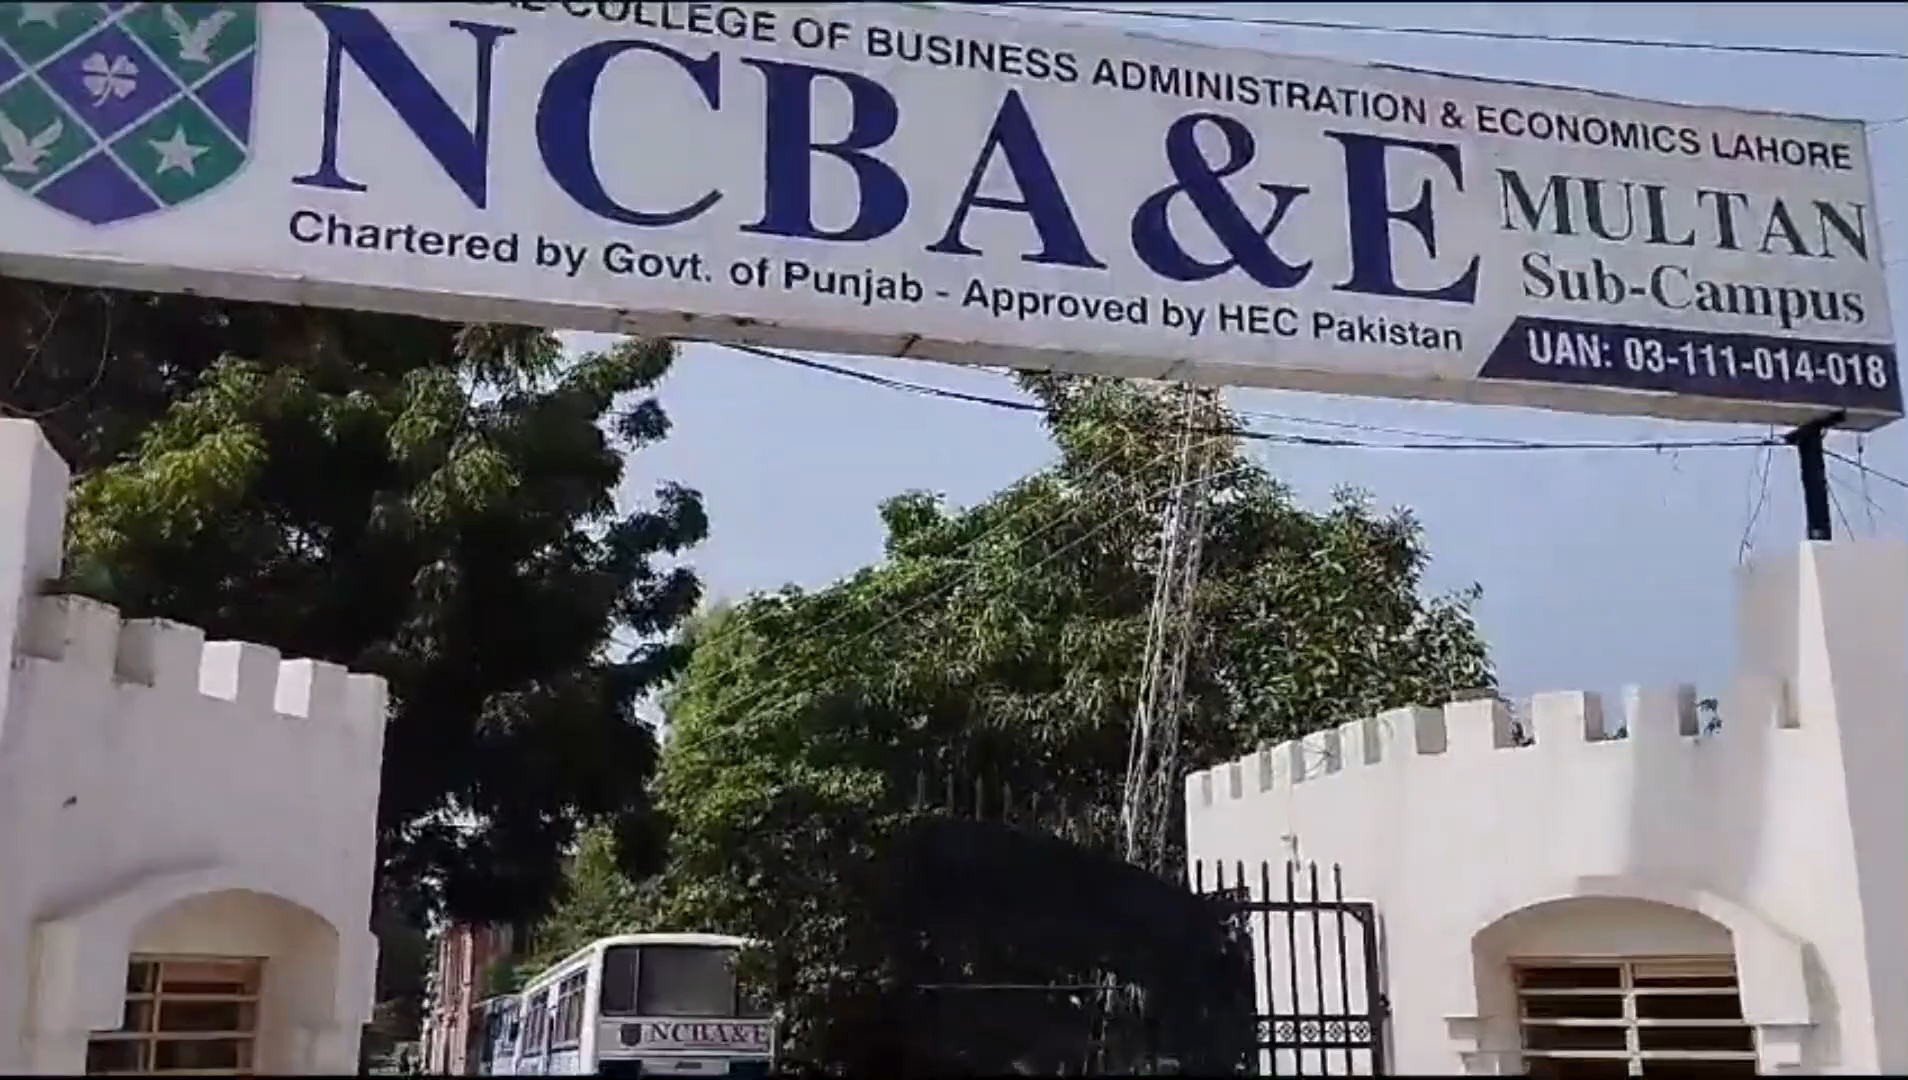 COLLEGE OF BUSINESS ADMINISTRATION & ECONOMICS LAHORE
NCBA&E
MULTAN
Sub-Campus
Chartered by Govt. of Punjab - Approved by HEC Pakistan
UAN: 03-111-014-018
NCBA&E